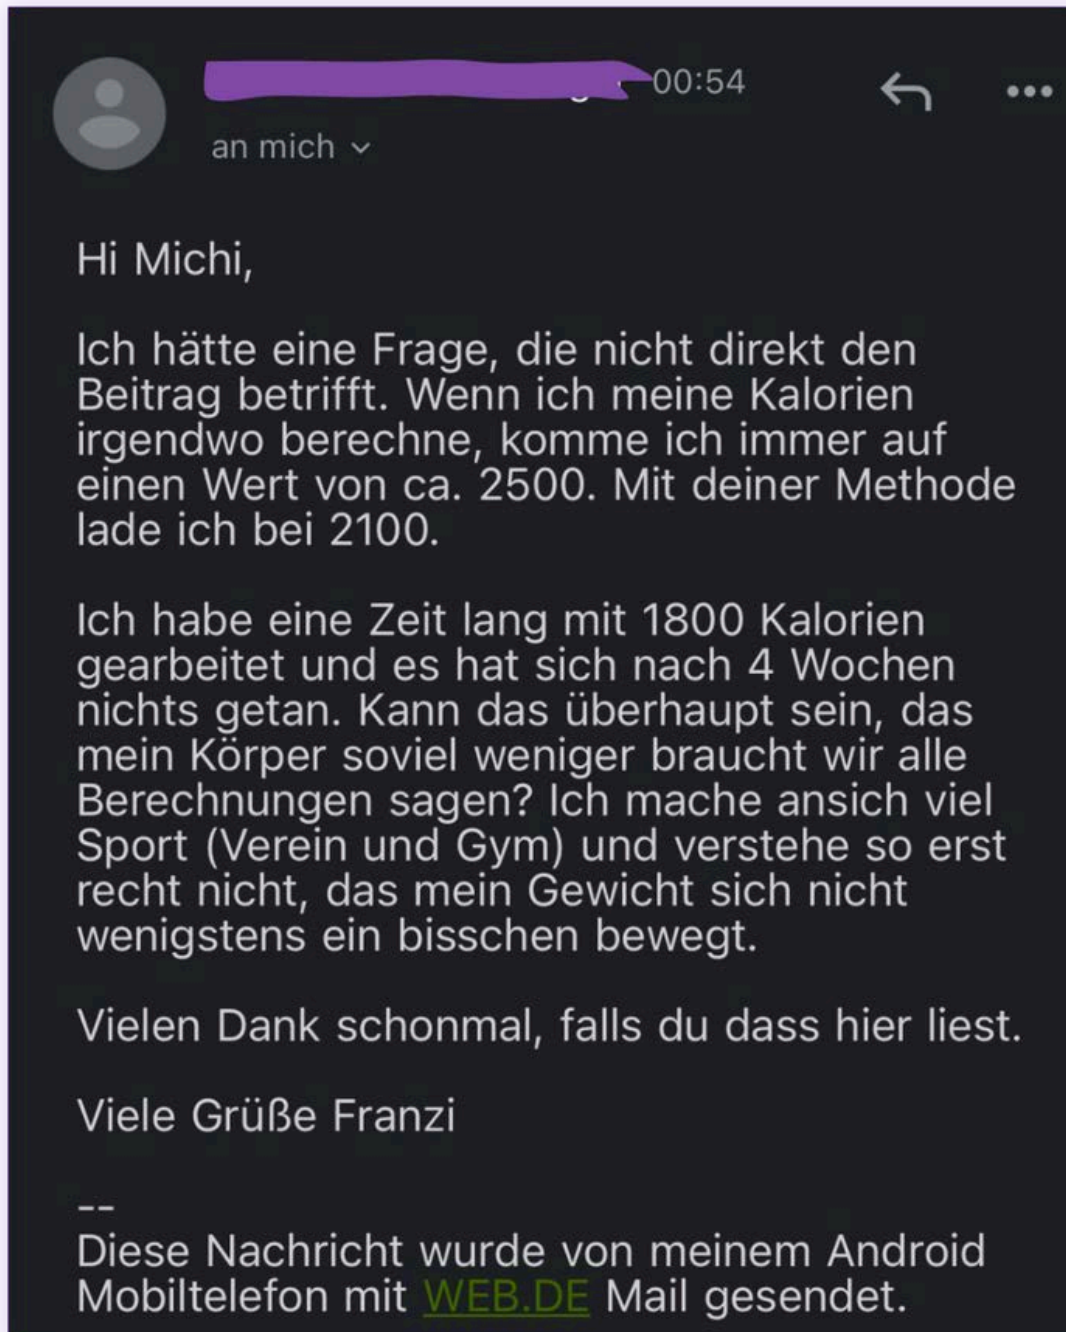 00:54
an mich
Hi Michi,
Ich hätte eine Frage, die nicht direkt den
Beitrag betrifft. Wenn ich meine Kalorien
irgendwo berechne, komme ich immer auf
einen Wert von ca. 2500. Mit deiner Methode
lade ich bei 2100.
Ich habe eine Zeit lang mit 1800 Kalorien
gearbeitet und es hat sich nach 4 Wochen
nichts getan. Kann das überhaupt sein, das
mein Körper soviel weniger braucht wir alle
Berechnungen sagen? Ich mache ansich viel
Sport (Verein und Gym) und verstehe so erst
recht nicht, das mein Gewicht sich nicht
wenigstens ein bisschen bewegt.
Vielen Dank schonmal, falls du dass hier liest.
Viele Grüße Franzi
--
Diese Nachricht wurde von meinem Android
Mobiltelefon mit WEB.DE Mail gesendet.